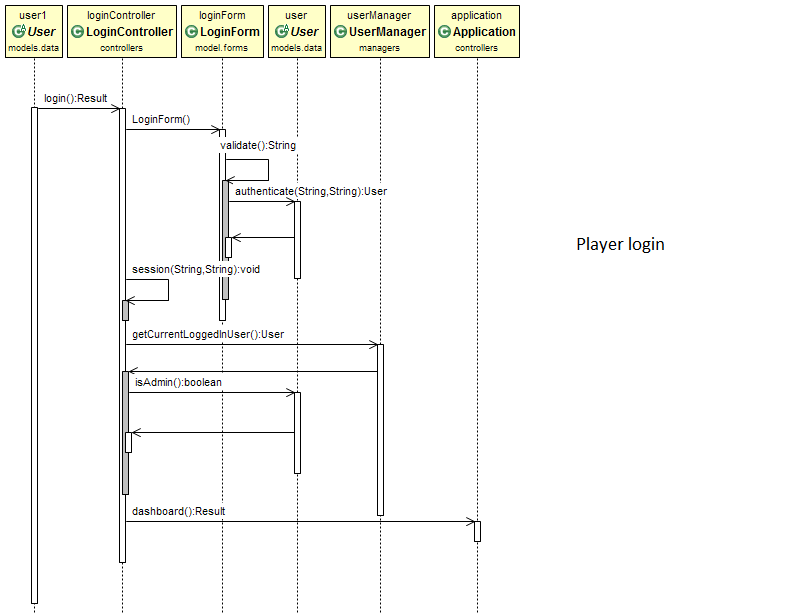 user1
User
models.data
loginController
LoginController
controllers
loginForm
LoginForm
model.forms
user
User
models.data
userManager
UserManager
managers
application
Application
controllers
login():Result
LoginForm()
validate():String
authenticate(String,String):User
Player login
session(String,String):void
getCurrentLoggedInUser():User
isAdmin():boolean
dashboard():Result